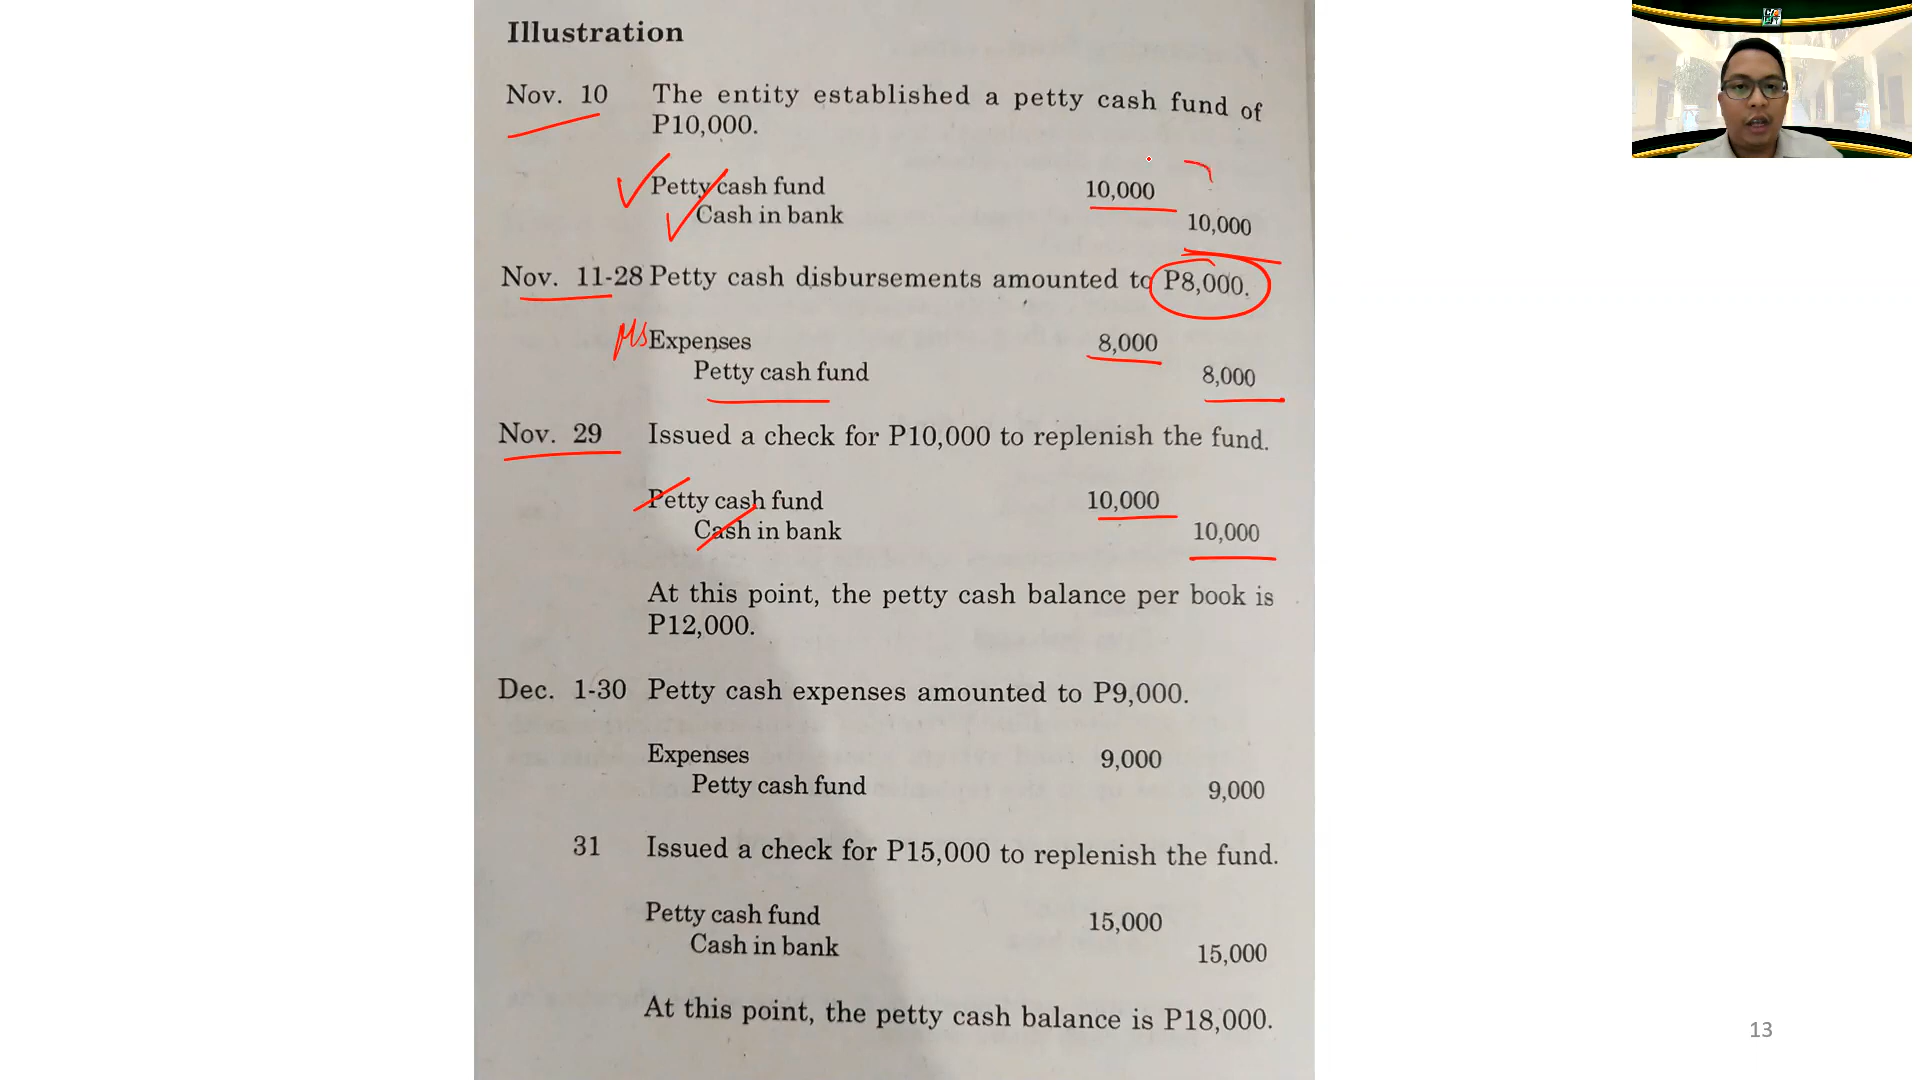 Illustration
Nov. 10 The entity established a petty cash fund of
P10,000.
Petty cash fund 10,000
Cash in bank 10,000
Nov. 11-28 Petty cash disbursements amounted to P8,000.
Expenses 8,000
Petty cash fund 8,000
Nov. 29 Issued a check for P10,000 to replenish the fund.
Petty cash fund 10,000
Cash in bank 10,000
At this point, the petty cash balance per book is
P12,000.
Dec. 1-30 Petty cash expenses amounted to P9,000.
Expenses 9,000
Petty cash fund 9,000
31 Issued a check for P15,000 to replenish the fund.
Petty cash fund 15,000
Cash in bank 15,000
At this point, the petty cash balance is P18,000.
13